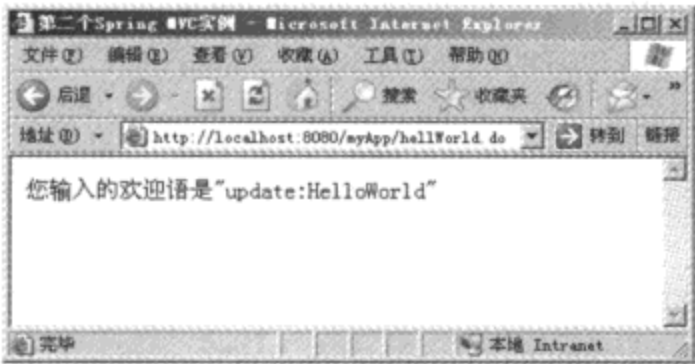 第二个Spring MVC实例 - Microsoft Internet Explorer
文件(F) 编辑(E) 查看(V) 收藏(A) 工具(T) 帮助(H)
后退 搜索 收藏夹 »
地址(D) http://localhost:8080/myApp/hellWorld.do 转到 链接
您输入的欢迎语是"update:HelloWorld"
完毕 本地 Intranet